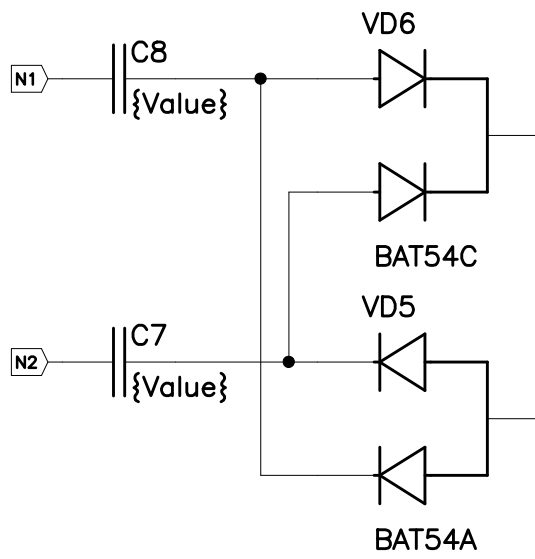 VD6
C8
N1
{Value}
BAT54C
VD5
C7
N2
{Value}
BAT54A